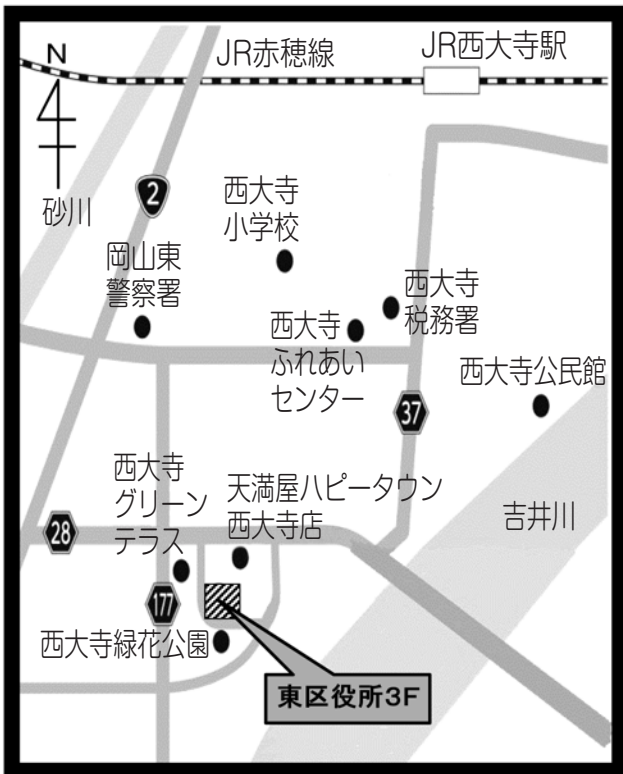 N
JR赤穂線
JR西大寺駅
砂川
2
西大寺
小学校
岡山東
警察署
西大寺
税務署
西大寺
ふれあい
センター
西大寺公民館
37
西大寺
グリーン
テラス
天満屋ハピータウン
西大寺店
吉井川
28
177
西大寺緑花公園
東区役所3F